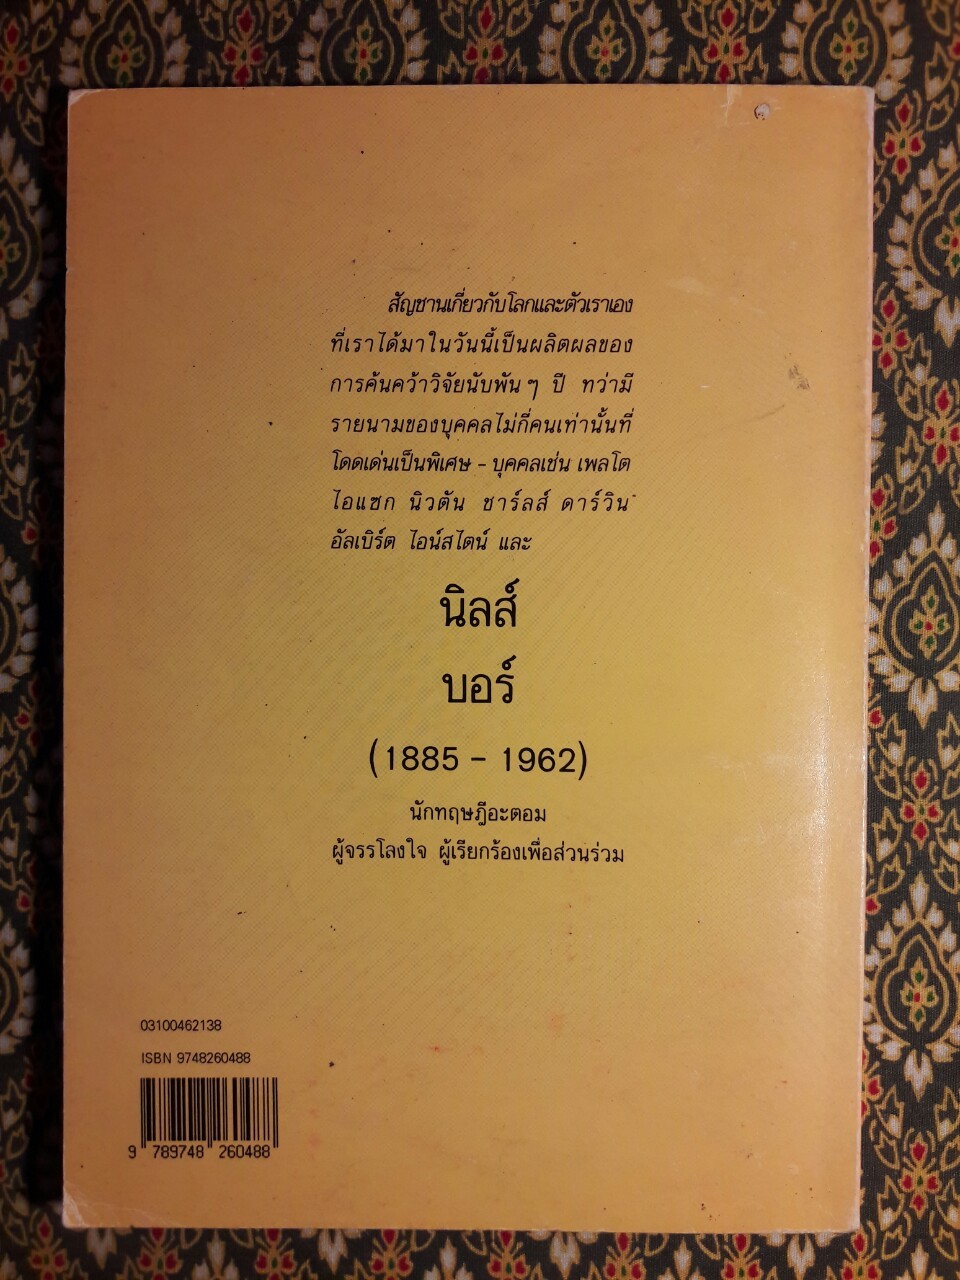 สัญชานเกี่ยวกับโลกและตัวเราเอง
ที่เราได้มาในวันนี้เป็นผลิตผลของ
การค้นคว้าวิจัยนับพัน ๆ ปี ทว่ามี
รายนามของบุคคลไม่กี่คนเท่านั้นที่
โดดเด่นเป็นพิเศษ - บุคคลเช่น เพลโต
ไอแซก นิวตัน ชาร์ลส์ ดาร์วิน
อัลเบิร์ต ไอน์สไตน์ และ
นิลส์
บอร์
(1885 - 1962)
นักทฤษฎีอะตอม
ผู้จรรโลงใจ ผู้เรียกร้องเพื่อส่วนร่วม
03100462138
ISBN 9748260488
9 789748 260488